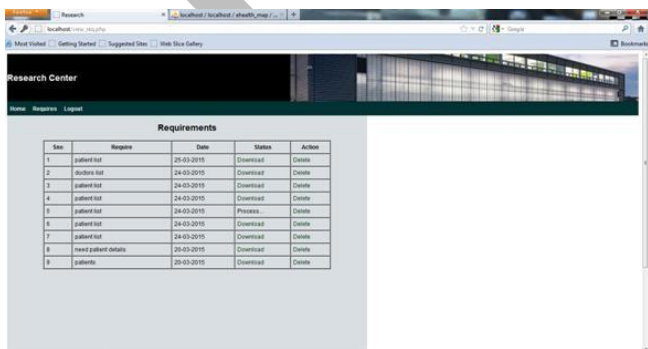 Firefox
Research
localhost / localhost / ehealth_map / ...
localhost/view_req.php
Google
Most Visited Getting Started Suggested Sites Web Slice Gallery Bookmarks
Research Center
Home Requires Logout
Requirements
Sno Require Date Status Action
1 patient list 25-03-2015 Download Delete
2 doctors list 24-03-2015 Download Delete
3 patient list 24-03-2015 Download Delete
4 patient list 24-03-2015 Download Delete
5 patient list 24-03-2015 Process... Delete
6 patient list 24-03-2015 Download Delete
7 patient list 24-03-2015 Download Delete
8 need patient details 20-03-2015 Download Delete
9 patients 20-03-2015 Download Delete